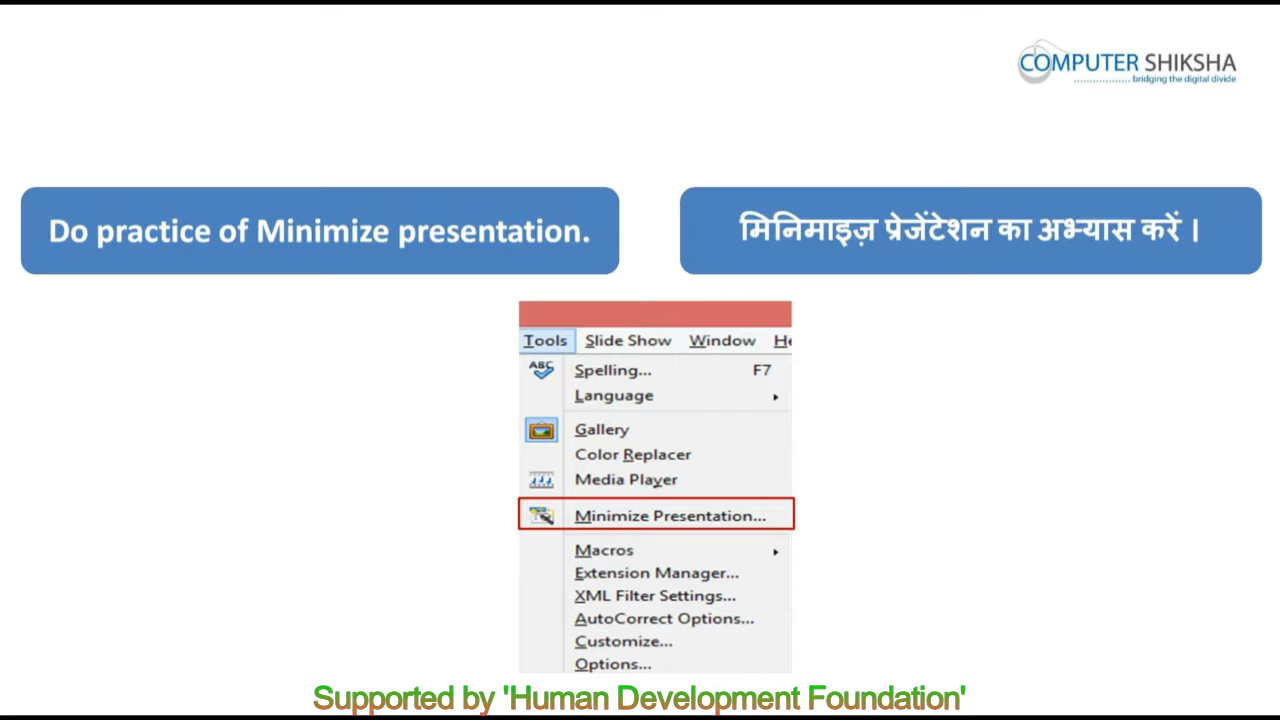 COMPUTER SHIKSHA
bridging the digital divide
Do practice of Minimize presentation.
मिनिमाइज़ प्रेजेंटेशन का अभ्यास करें ।
Tools Slide Show Window He
ABC Spelling... F7
Language
Gallery
Color Replacer
Media Player
Minimize Presentation...
Macros
Extension Manager...
XML Filter Settings...
AutoCorrect Options...
Customize...
Options...
Supported by 'Human Development Foundation'